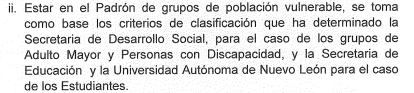 ii. Estar en el Padrón de grupos de población vulnerable, se toma
como base los criterios de clasificación que ha determinado la
Secretaria de Desarrollo Social, para el caso de los grupos de
Adulto Mayor y Personas con Discapacidad, y la Secretaria de
Educación y la Universidad Autónoma de Nuevo León para el caso
de los Estudiantes.